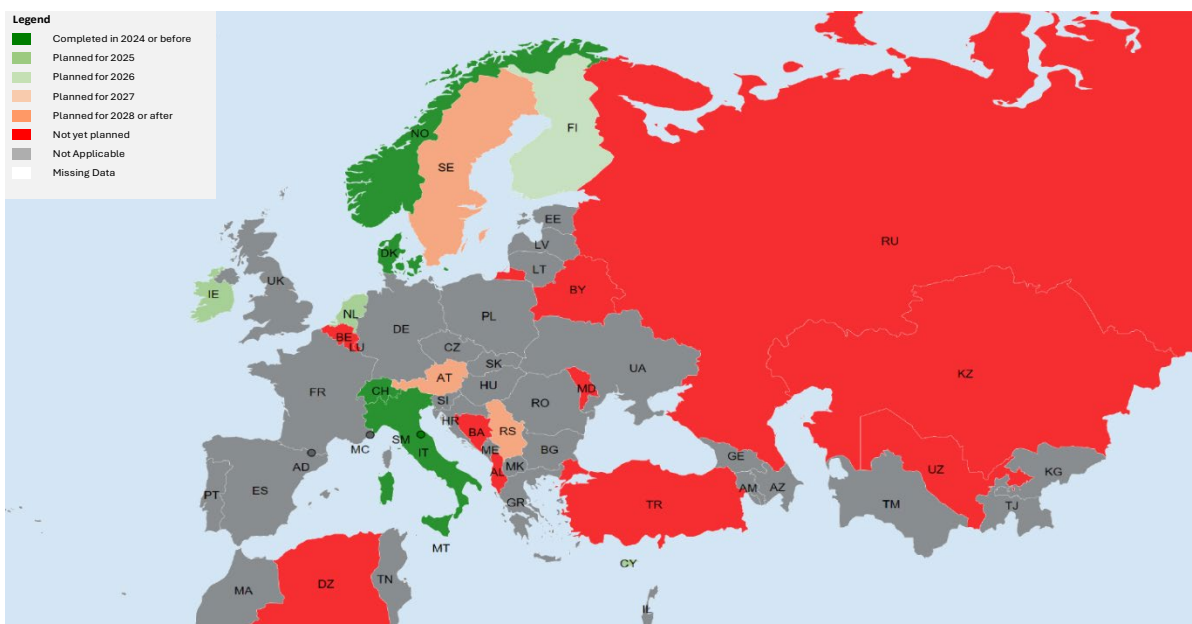 Legend
Completed in 2024 or before
Planned for 2025
Planned for 2026
Planned for 2027
Planned for 2028 or after
Not yet planned
Not Applicable
Missing Data
NO
FI
SE
EE
RU
LV
DK
LT
UK
BY
IE
NL
PL
DE
BE
LU
CZ
SK
UA
AT
KZ
CH
HU
MD
FR
SI
RO
HR
BA
RS
SM
MC
IT
ME
BG
GE
UZ
KG
AD
AL
MK
AM
AZ
PT
ES
GR
TR
TM
TJ
MT
CY
TN
DZ
MA
IL